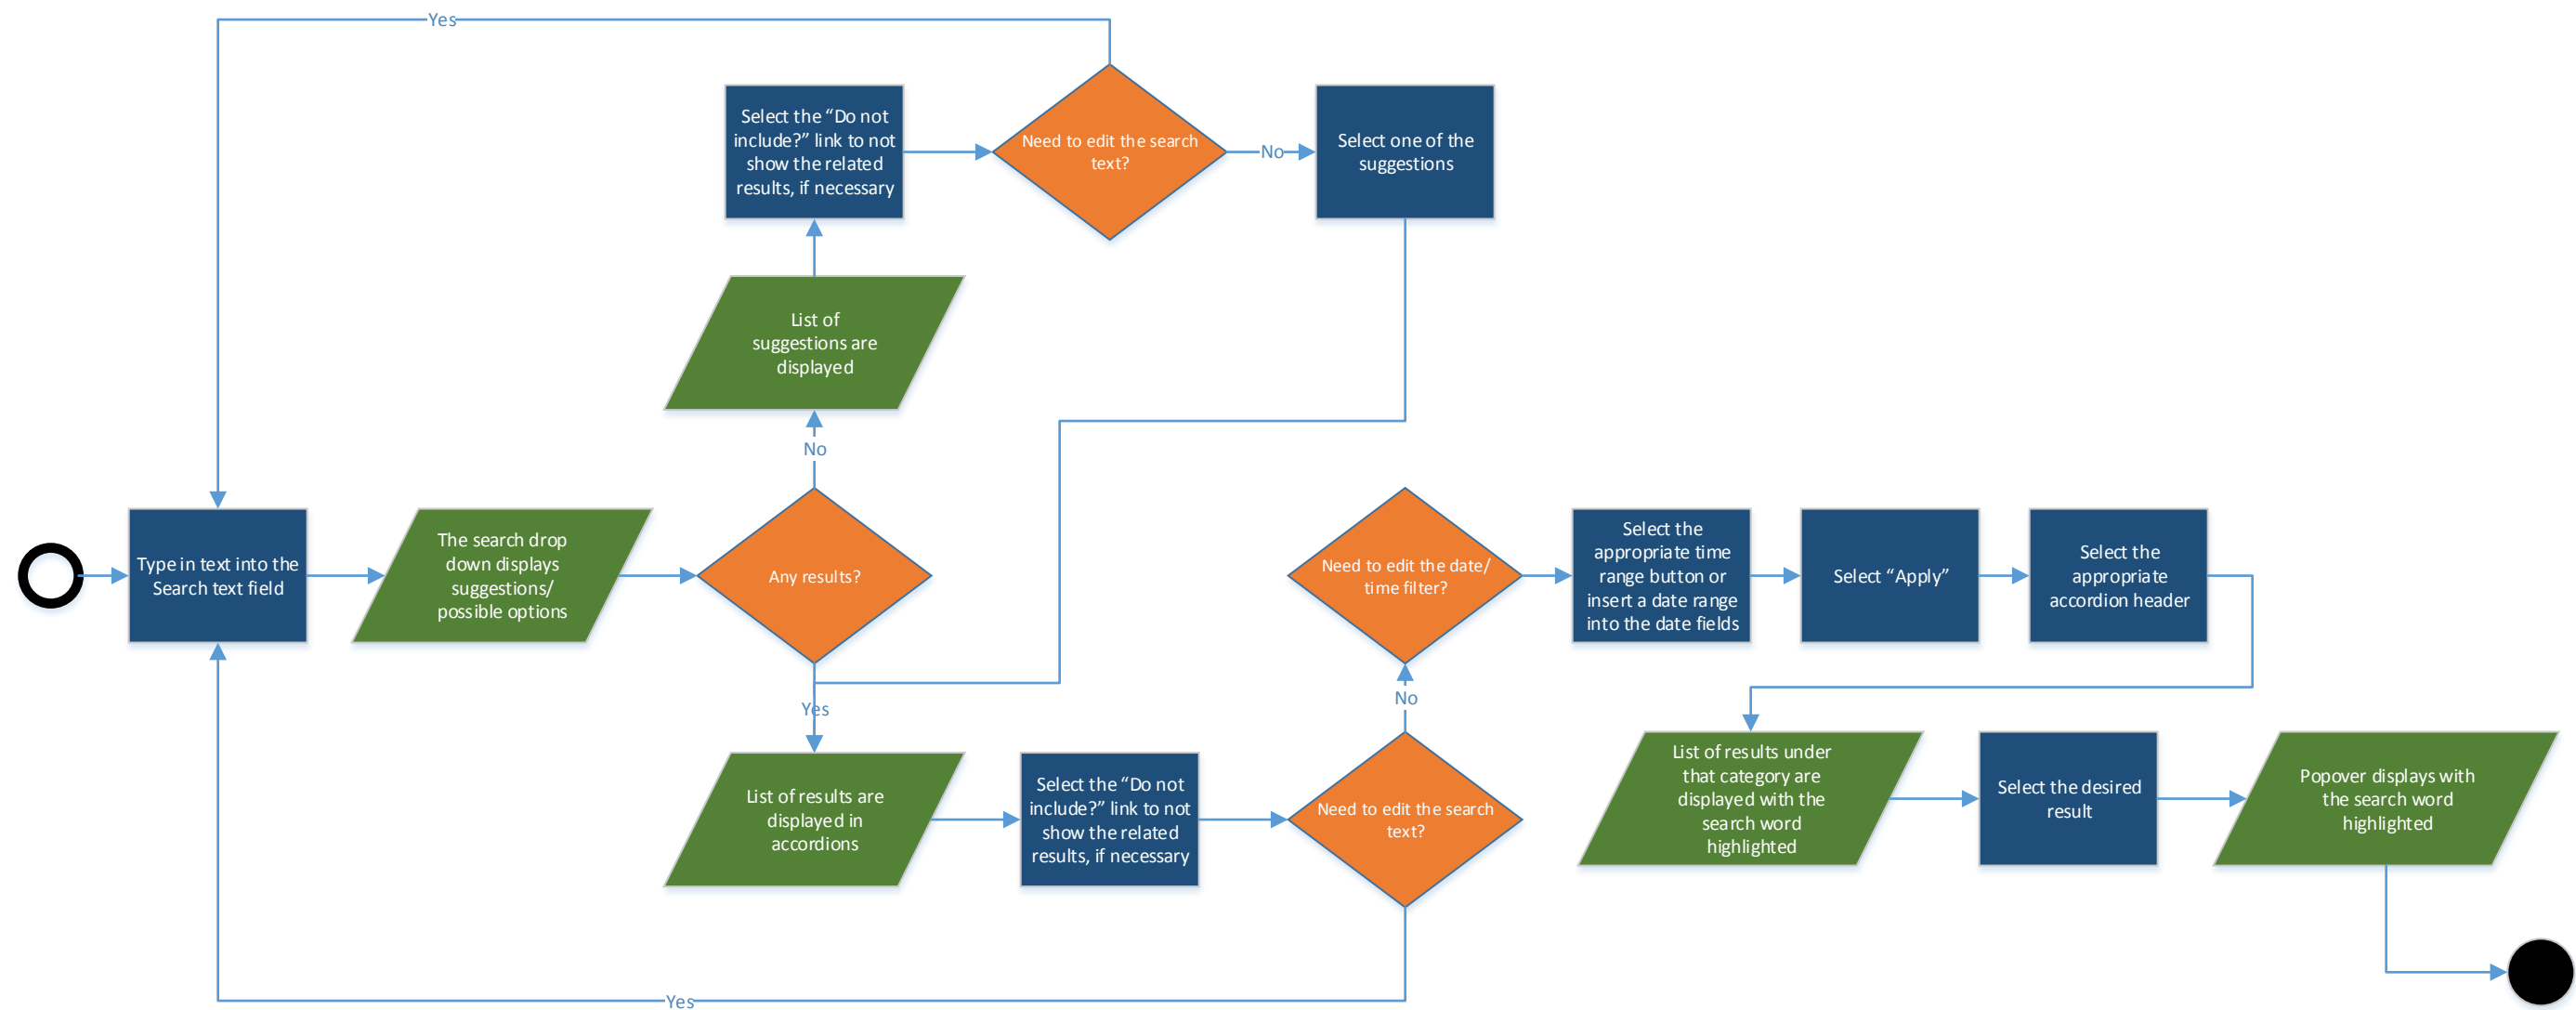 Yes
Select the “Do not
include?” link to not
show the related
results, if necessary
Need to edit the search
text?
No
Select one of the
suggestions
List of
suggestions are
displayed
No
Type in text into the
Search text field
The search drop
down displays
suggestions/
possible options
Any results?
Need to edit the date/
time filter?
Select the
appropriate time
range button or
insert a date range
into the date fields
Select “Apply”
Select the
appropriate
accordion header
Yes
No
List of results are
displayed in
accordions
Select the “Do not
include?” link to not
show the related
results, if necessary
Need to edit the search
text?
List of results under
that category are
displayed with the
search word
highlighted
Select the desired
result
Popover displays with
the search word
highlighted
Yes